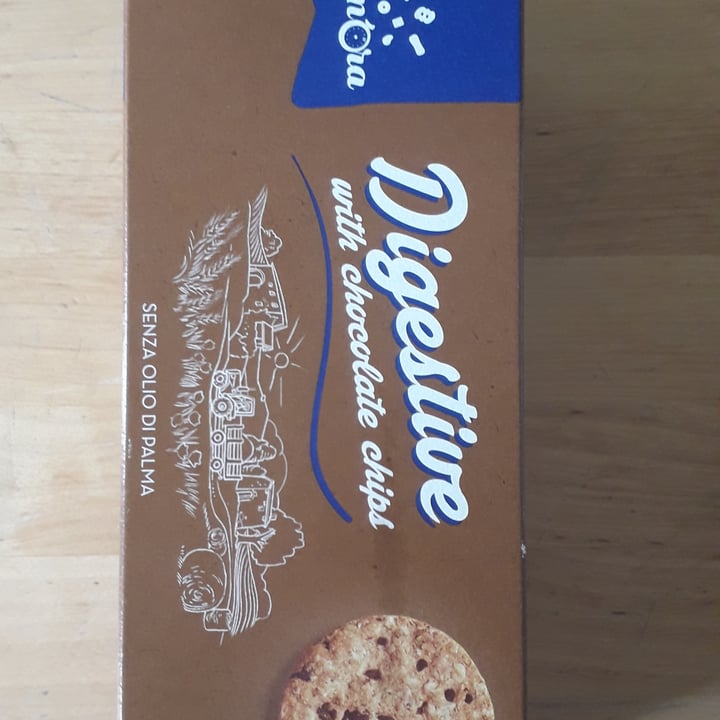 Digestive
with chocolate chips
SENZA OLIO DI PALMA